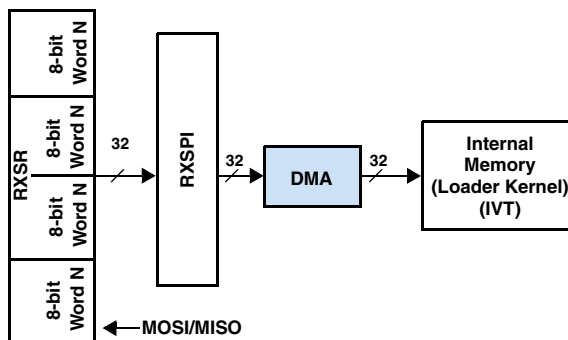 8-bit
Word N
8-bit
Word N
RXSR
8-bit
Word N
8-bit
Word N
32
RXSPI
32
DMA
32
Internal
Memory
(Loader Kernel)
(IVT)
MOSI/MISO